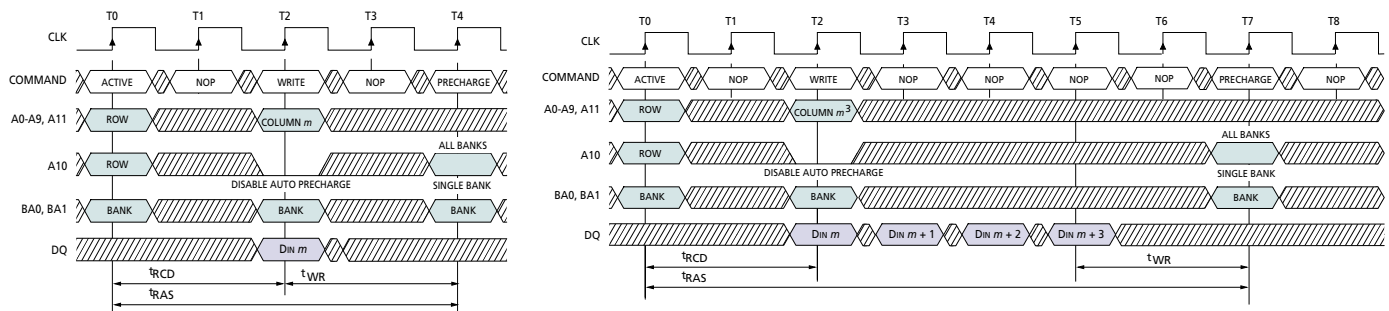 T0 T1 T2 T3 T4
CLK
COMMAND ACTIVE NOP WRITE NOP PRECHARGE
A0-A9, A11 ROW COLUMN m
ALL BANKS
A10 ROW
DISABLE AUTO PRECHARGE SINGLE BANK
BA0, BA1 BANK BANK BANK
DQ DIN m
tRCD tWR
tRAS
T0 T1 T2 T3 T4 T5 T6 T7 T8
CLK
COMMAND ACTIVE NOP WRITE NOP NOP NOP NOP PRECHARGE NOP
A0-A9, A11 ROW COLUMN m3
ALL BANKS
A10 ROW
DISABLE AUTO PRECHARGE SINGLE BANK
BA0, BA1 BANK BANK BANK
DQ DIN m DIN m + 1 DIN m + 2 DIN m + 3
tRCD tWR
tRAS